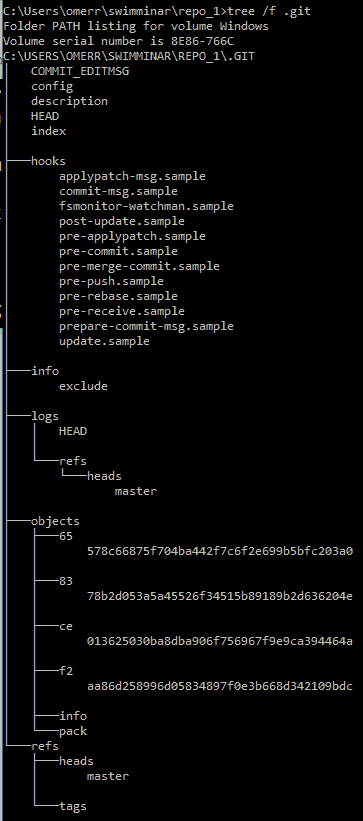 C:\Users\omerr\swimminar\repo_1>tree /f .git
Folder PATH listing for volume Windows
Volume serial number is 8E86-766C
C:\USERS\OMERR\SWIMMINAR\REPO_1\.GIT
COMMIT_EDITMSG
config
description
HEAD
index
hooks
applypatch-msg.sample
commit-msg.sample
fsmonitor-watchman.sample
post-update.sample
pre-applypatch.sample
pre-commit.sample
pre-merge-commit.sample
pre-push.sample
pre-rebase.sample
pre-receive.sample
prepare-commit-msg.sample
update.sample
info
exclude
logs
HEAD
refs
heads
master
objects
65
578c66875f704ba442f7c6f2e699b5bfc203a0
83
78b2d053a5a45526f34515b89189b2d636204e
ce
013625030ba8dba906f756967f9e9ca394464a
f2
aa86d258996d05834897f0e3b668d342109bdc
info
pack
refs
heads
master
tags